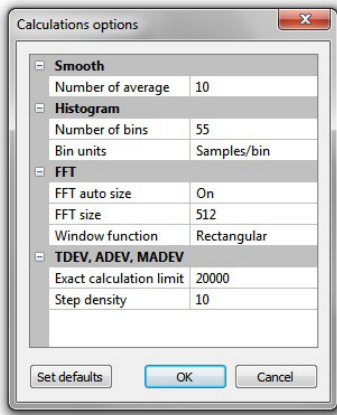 Calculations options
Smooth
Number of average 10
Histogram
Number of bins 55
Bin units Samples/bin
FFT
FFT auto size On
FFT size 512
Window function Rectangular
TDEV, ADEV, MADEV
Exact calculation limit 20000
Step density 10
Set defaults OK Cancel